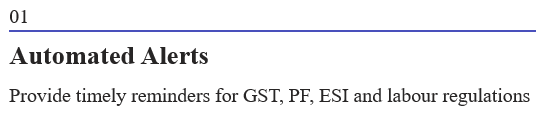 01
Automated Alerts
Provide timely reminders for GST, PF, ESI and labour regulations